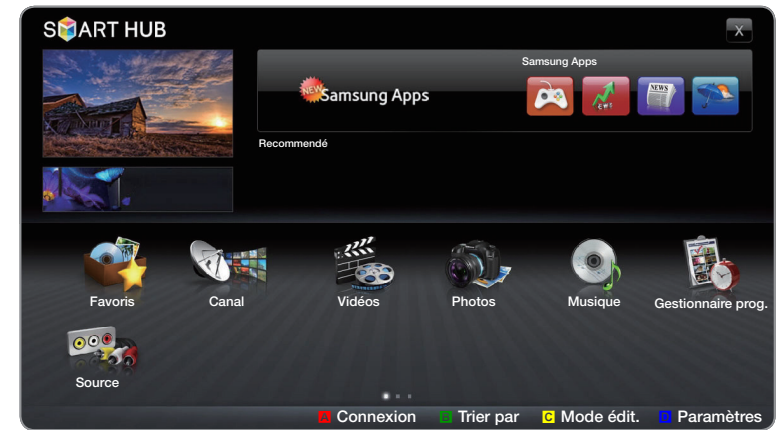 SMART HUB
X
Samsung Apps
NEW
Samsung Apps
NEWS
Recommendé
Favoris
Canal
Vidéos
Photos
Musique
Gestionnaire prog.
Source
A Connexion
B Trier par
C Mode édit.
D Paramètres